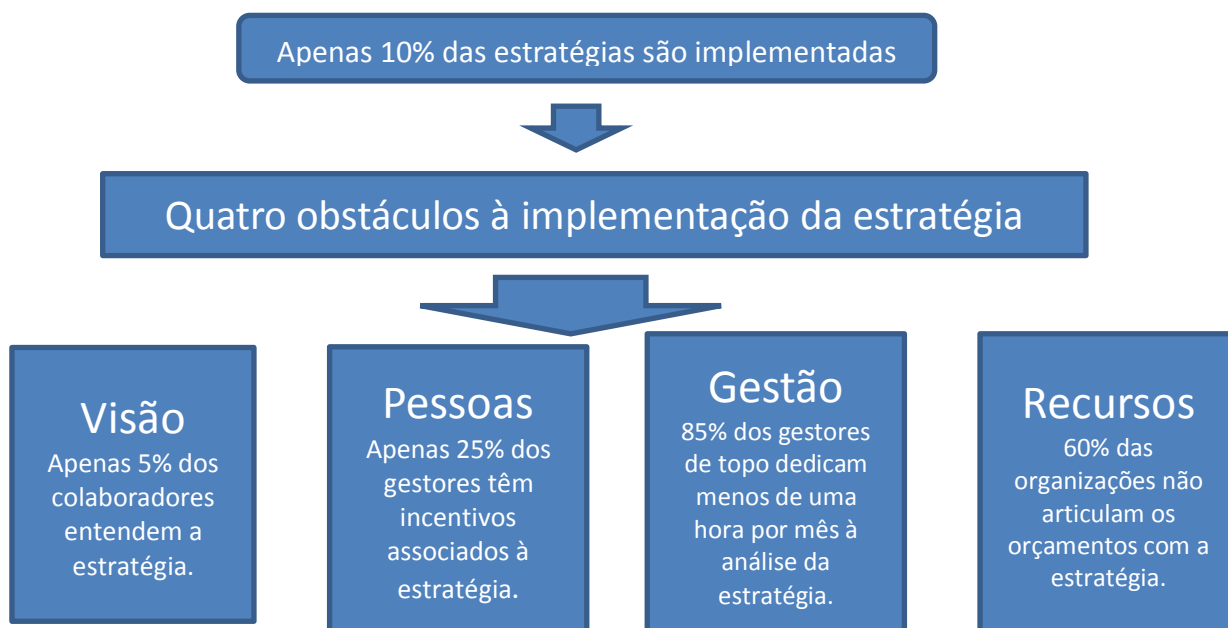 Apenas 10% das estratégias são implementadas
Quatro obstáculos à implementação da estratégia
Visão
Apenas 5% dos
colaboradores
entendem a
estratégia.
Pessoas
Apenas 25% dos
gestores têm
incentivos
associados à
estratégia.
Gestão
85% dos gestores
de topo dedicam
menos de uma
hora por mês à
análise da
estratégia.
Recursos
60% das
organizações não
articulam os
orçamentos com a
estratégia.